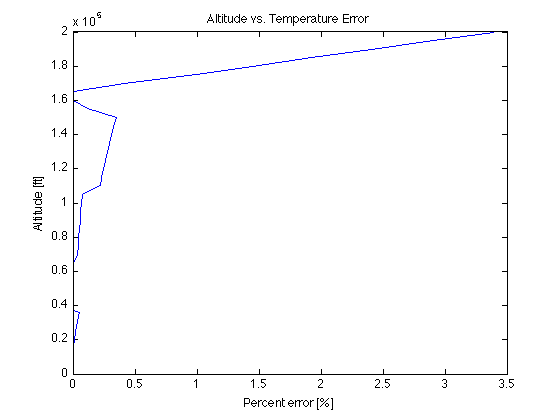 Altitude vs. Temperature Error
x 10^6
2
1.8
1.6
1.4
1.2
1
0.8
0.6
0.4
0.2
0
Altitude [ft]
0 0.5 1 1.5 2 2.5 3 3.5
Percent error [%]